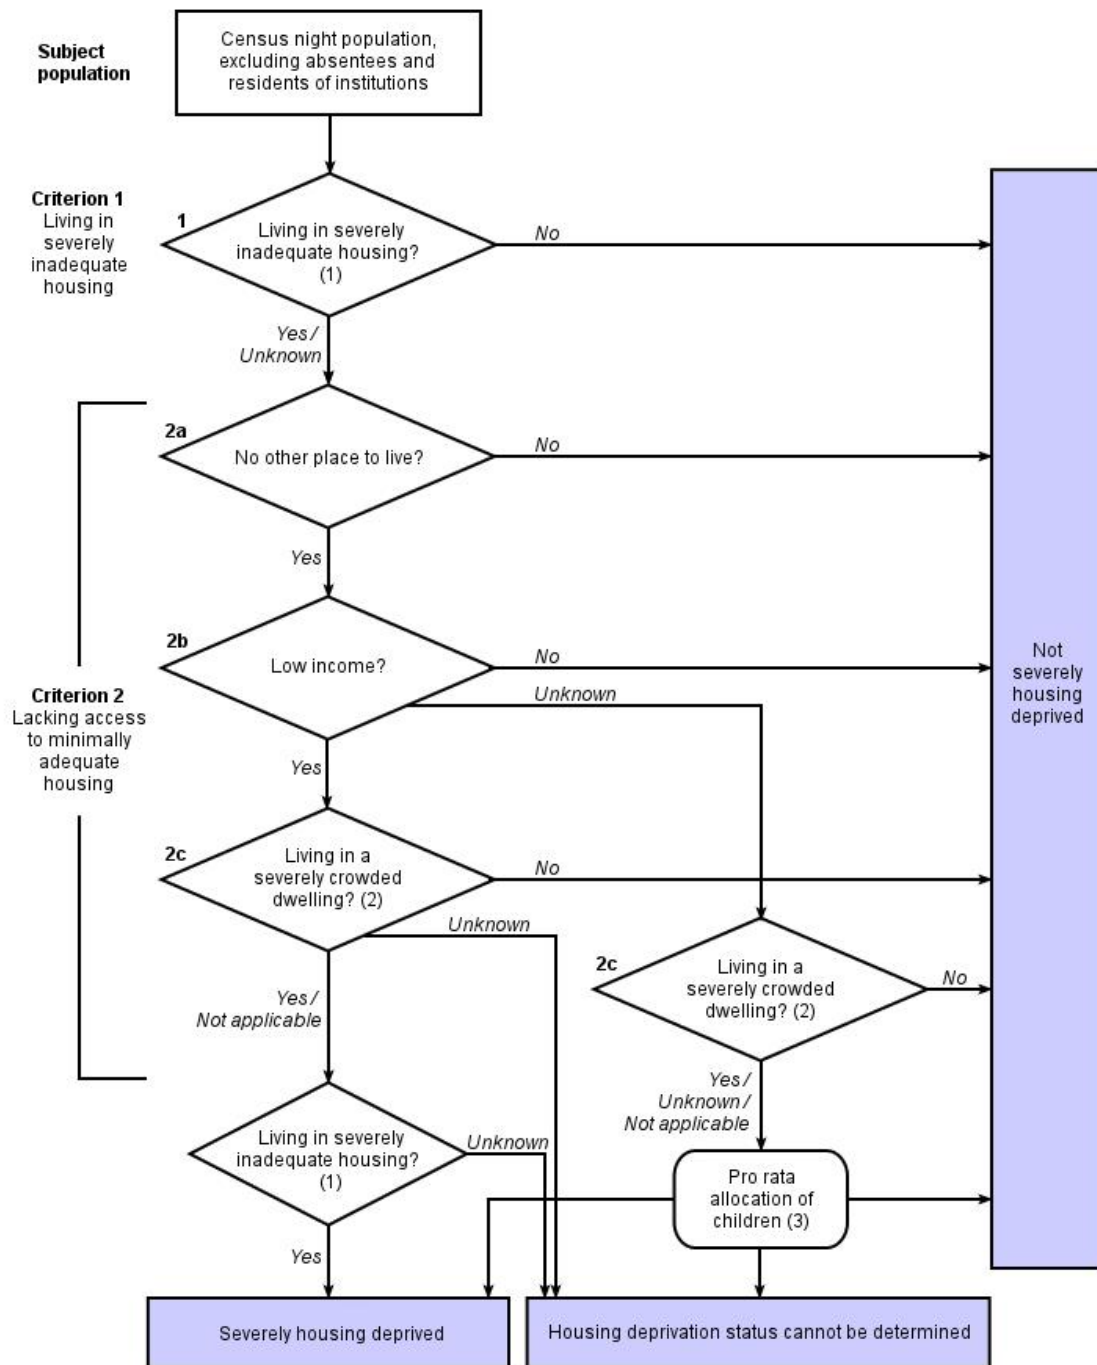 Subject
population
Census night population,
excluding absentees and
residents of institutions
Criterion 1
Living in
severely
inadequate
housing
1
Living in severely
inadequate housing?
(1)
No
Yes /
Unknown
2a
No other place to live?
No
Yes
2b
Low income?
No
Unknown
Yes
Criterion 2
Lacking access
to minimally
adequate
housing
Not
severely
housing
deprived
2c
Living in a
severely crowded
dwelling? (2)
No
Unknown
Yes /
Not applicable
2c
Living in a
severely crowded
dwelling? (2)
No
Yes /
Unknown /
Not applicable
Living in severely
inadequate housing?
(1)
Unknown
Yes
Pro rata
allocation of
children (3)
Severely housing deprived
Housing deprivation status cannot be determined